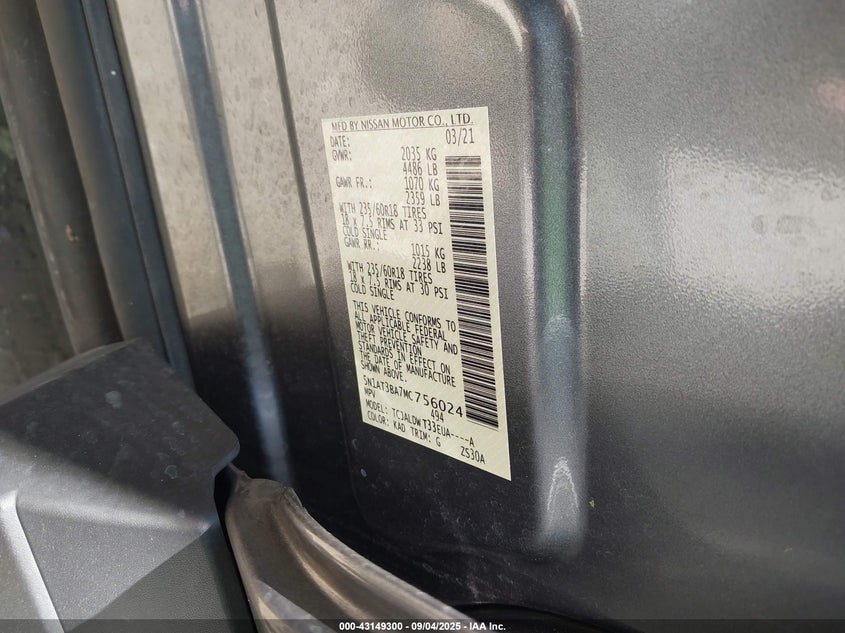 MFD BY NISSAN MOTOR CO., LTD.
DATE: 03/21
GVWR: 2035 KG
4486 LB
GAWR FR.: 1070 KG
2359 LB
WITH 235/60R18 TIRES
18 x 7.5 RIMS AT 33 PSI
COLD SINGLE
GAWR RR.: 1015 KG
2238 LB
WITH 235/60R18 TIRES
18 x 7.5 RIMS AT 30 PSI
COLD SINGLE
THIS VEHICLE CONFORMS TO
ALL APPLICABLE FEDERAL
MOTOR VEHICLE SAFETY AND
THEFT PREVENTION
STANDARDS IN EFFECT ON
THE DATE OF MANUFACTURE
SHOWN ABOVE.
5N1AT3BA7MC756024
MPV 494
MODEL: TCJALDWT33EUA----A
COLOR: KAD TRIM: G ZS30A
000-43149300 - 09/04/2025 - IAA Inc.